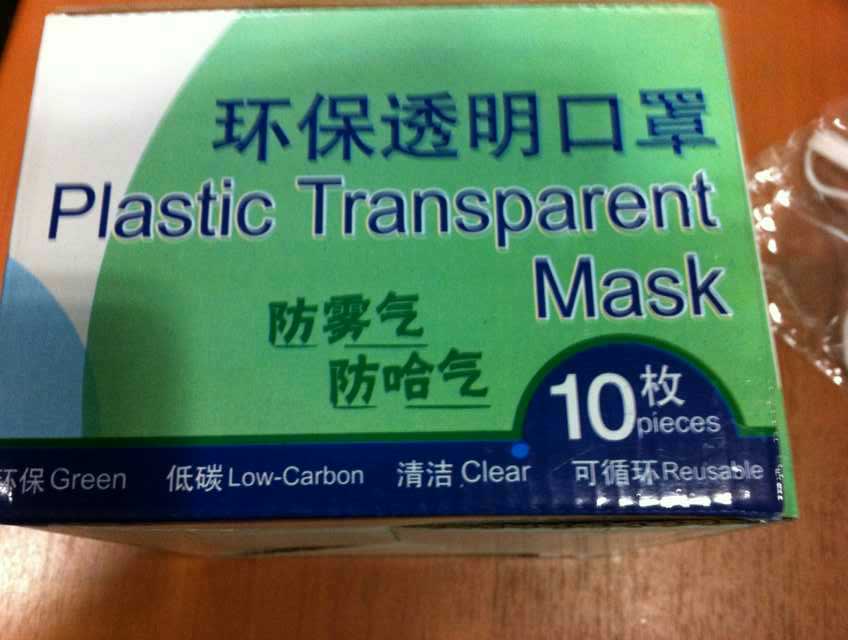 环保透明口罩
Plastic Transparent
Mask
防雾气
防哈气
10枚
pieces
环保 Green 低碳 Low-Carbon 清洁 Clear 可循环 Reusable